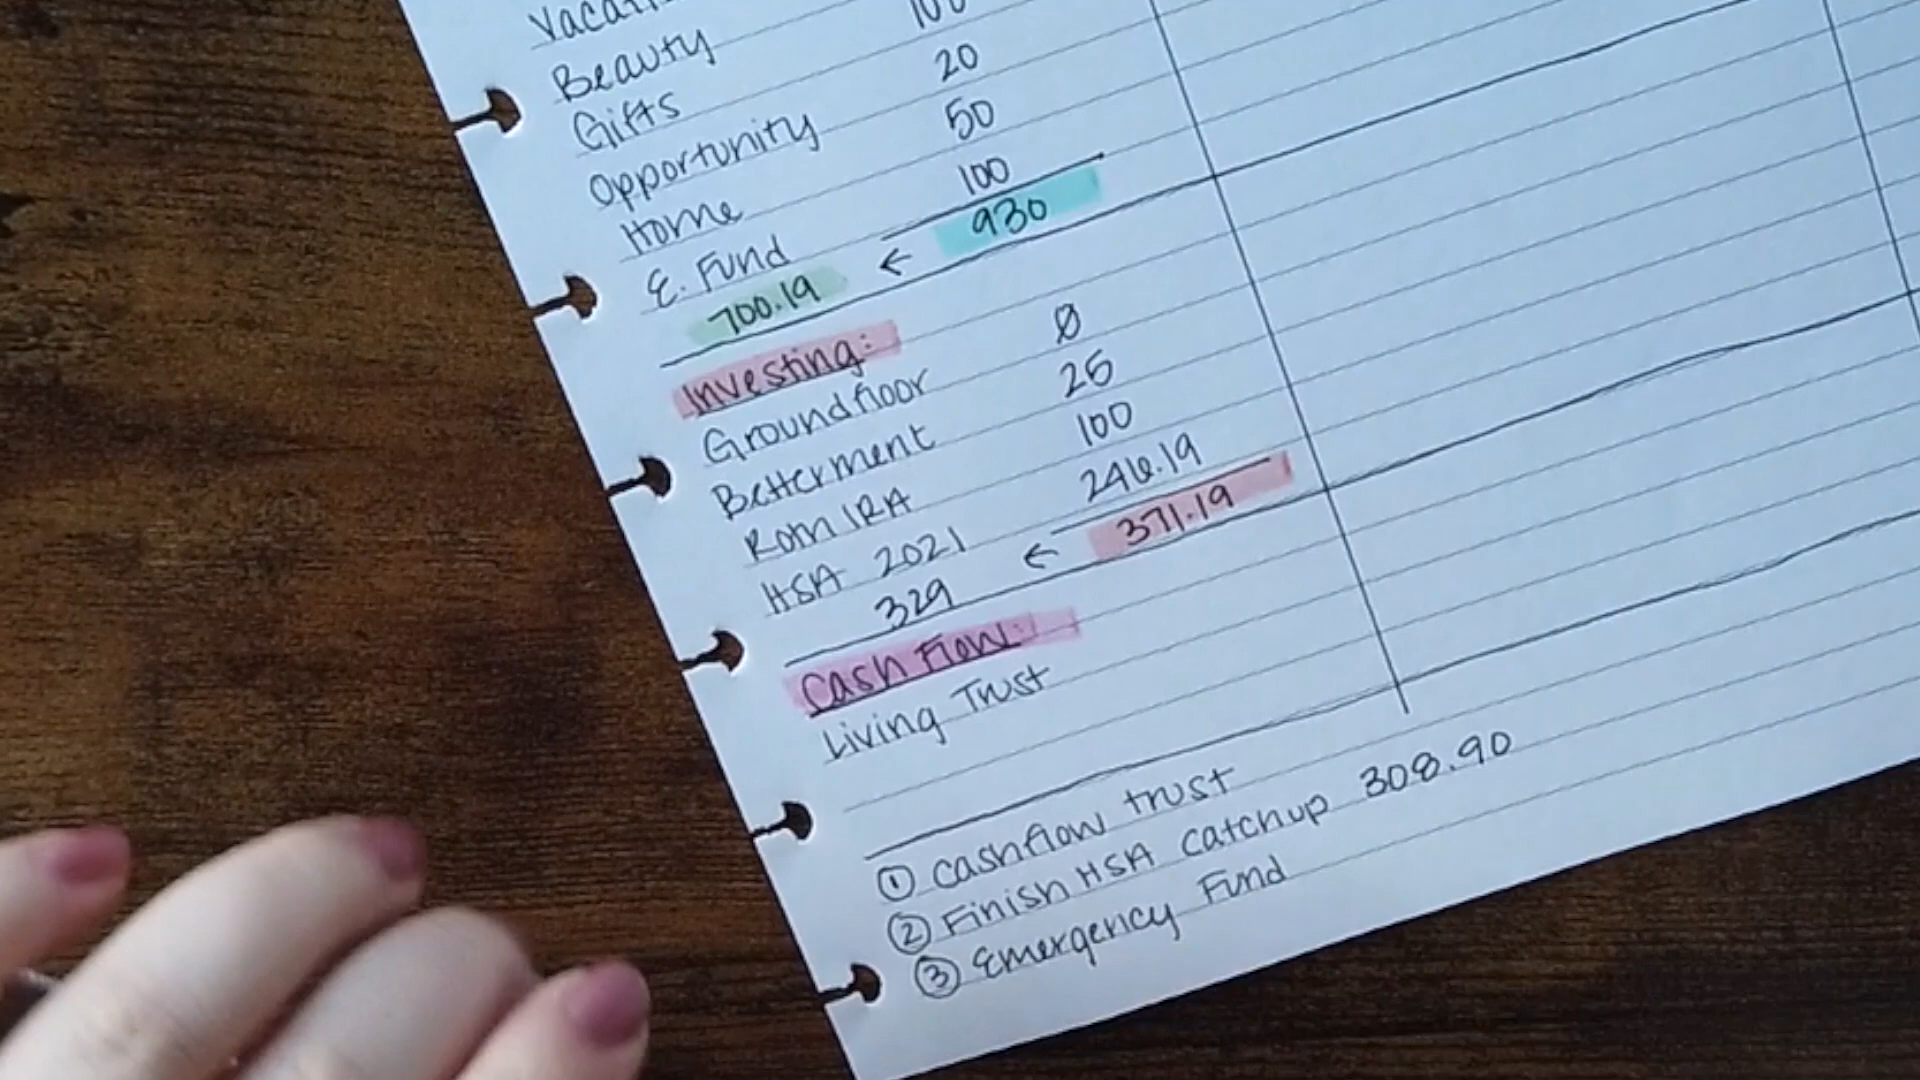 Beauty
Gifts 100
Opportunity 20
Home 50
E. Fund 100
700.19 ← 930
Investing:
Groundfloor Ø
Betterment 25
Roth IRA 100
HSA 2021 246.19
329 ← 371.19
Cash Flow:
Living Trust
① cashflow trust
② Finish HSA catchup 308.90
③ Emergency Fund